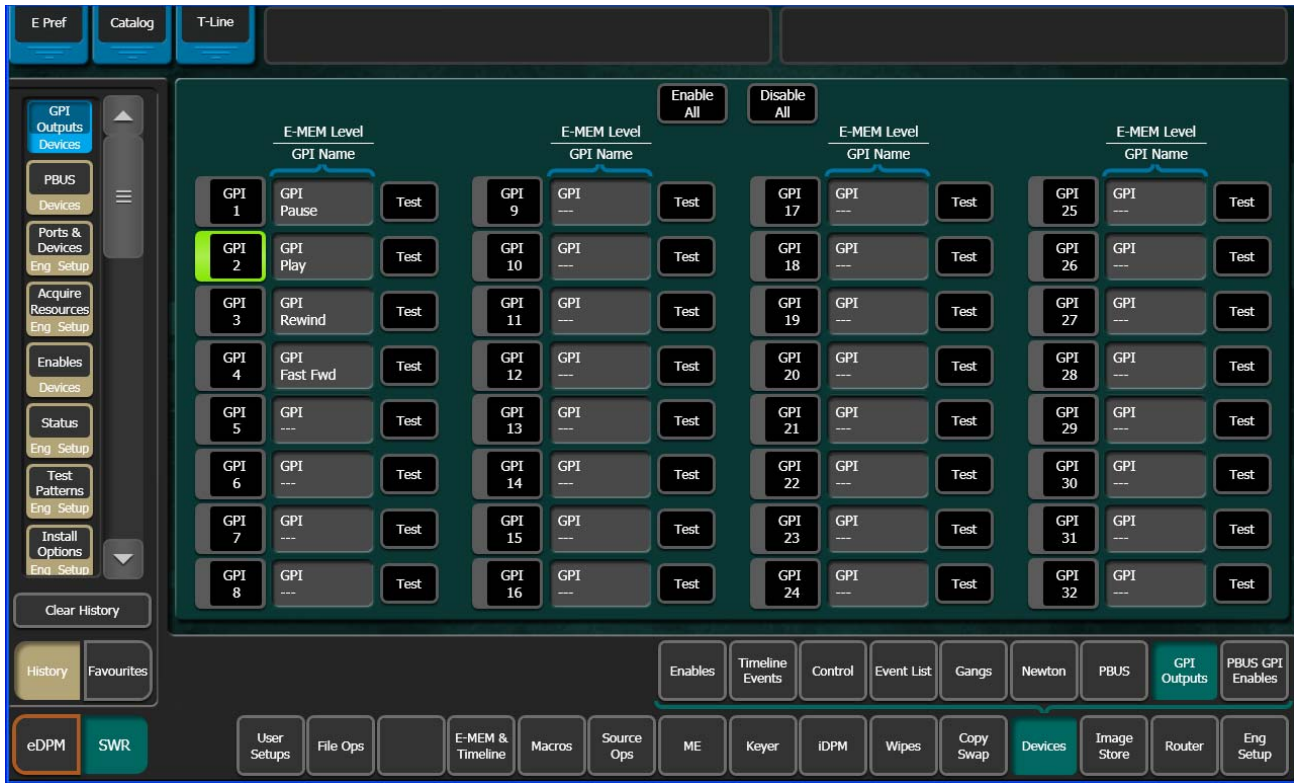 E Pref Catalog T-Line
Enable All Disable All
GPI Outputs
Devices
PBUS
Devices
Ports & Devices
Eng Setup
Acquire Resources
Eng Setup
Enables
Devices
Status
Eng Setup
Test Patterns
Eng Setup
Install Options
Eng Setup
Clear History
History Favourites
eDPM SWR
E-MEM Level E-MEM Level E-MEM Level E-MEM Level
GPI Name GPI Name GPI Name GPI Name
GPI 1 GPI Pause Test GPI 9 GPI --- Test GPI 17 GPI --- Test GPI 25 GPI --- Test
GPI 2 GPI Play Test GPI 10 GPI --- Test GPI 18 GPI --- Test GPI 26 GPI --- Test
GPI 3 GPI Rewind Test GPI 11 GPI --- Test GPI 19 GPI --- Test GPI 27 GPI --- Test
GPI 4 GPI Fast Fwd Test GPI 12 GPI --- Test GPI 20 GPI --- Test GPI 28 GPI --- Test
GPI 5 GPI --- Test GPI 13 GPI --- Test GPI 21 GPI --- Test GPI 29 GPI --- Test
GPI 6 GPI --- Test GPI 14 GPI --- Test GPI 22 GPI --- Test GPI 30 GPI --- Test
GPI 7 GPI --- Test GPI 15 GPI --- Test GPI 23 GPI --- Test GPI 31 GPI --- Test
GPI 8 GPI --- Test GPI 16 GPI --- Test GPI 24 GPI --- Test GPI 32 GPI --- Test
Enables Timeline Events Control Event List Gangs Newton PBUS GPI Outputs PBUS GPI Enables
User Setups File Ops E-MEM & Timeline Macros Source Ops ME Keyer iDPM Wipes Copy Swap Devices Image Store Router Eng Setup